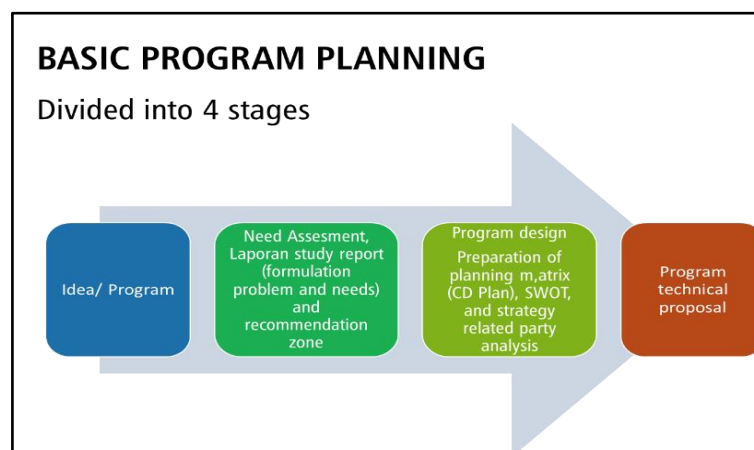 BASIC PROGRAM PLANNING
Divided into 4 stages
Idea/ Program
Need Assesment,
Laporan study report
(formulation
problem and needs)
and
recommendation
zone
Program design
Preparation of
planning m,atrix
(CD Plan), SWOT,
and strategy
related party
analysis
Program
technical
proposal